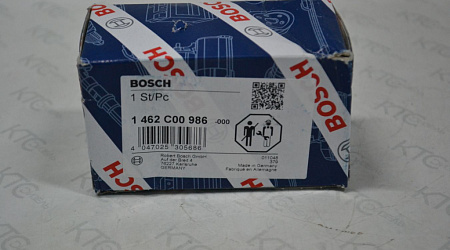 BOSCH
BOSCH
BOSCH
BOSCH
1 St/Pc
1 462 C00 986 -000
4 047025 305686
Robert Bosch GmbH
Auf der Breit 4
76227 Karlsruhe
GERMANY
Made in Germany
Fabriqué en Allemagne
KTC